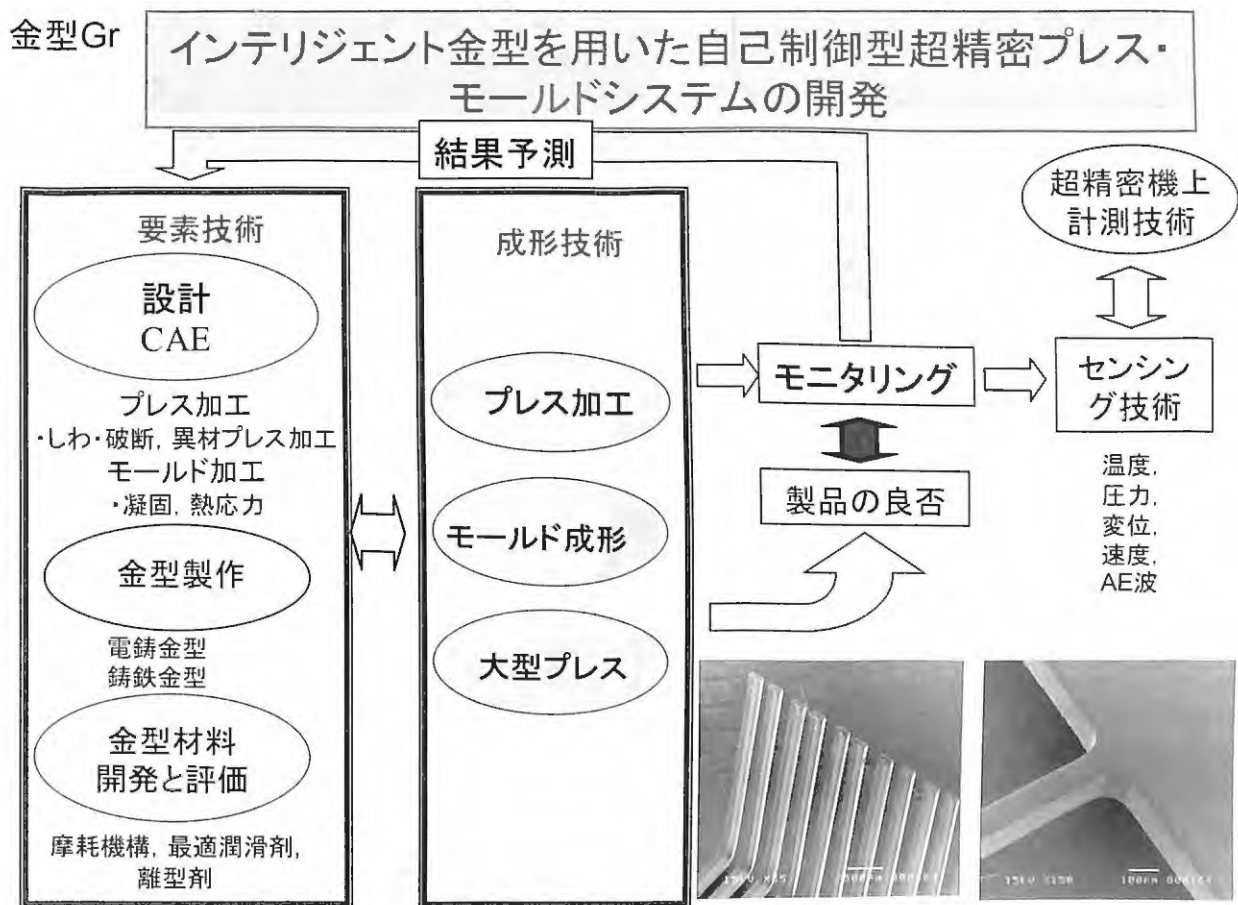 金型Gr
インテリジェント金型を用いた自己制御型超精密プレス・
モールドシステムの開発
結果予測
要素技術
設計
CAE
プレス加工
・しわ・破断, 異材プレス加工
モールド加工
・凝固, 熱応力
金型製作
電鋳金型
鋳鉄金型
金型材料
開発と評価
摩耗機構, 最適潤滑剤,
離型剤
成形技術
プレス加工
モールド成形
大型プレス
モニタリング
製品の良否
超精密機上
計測技術
センシン
グ技術
温度,
圧力,
変位,
速度,
AE波
15kV
500μm
15kV X150 100μm